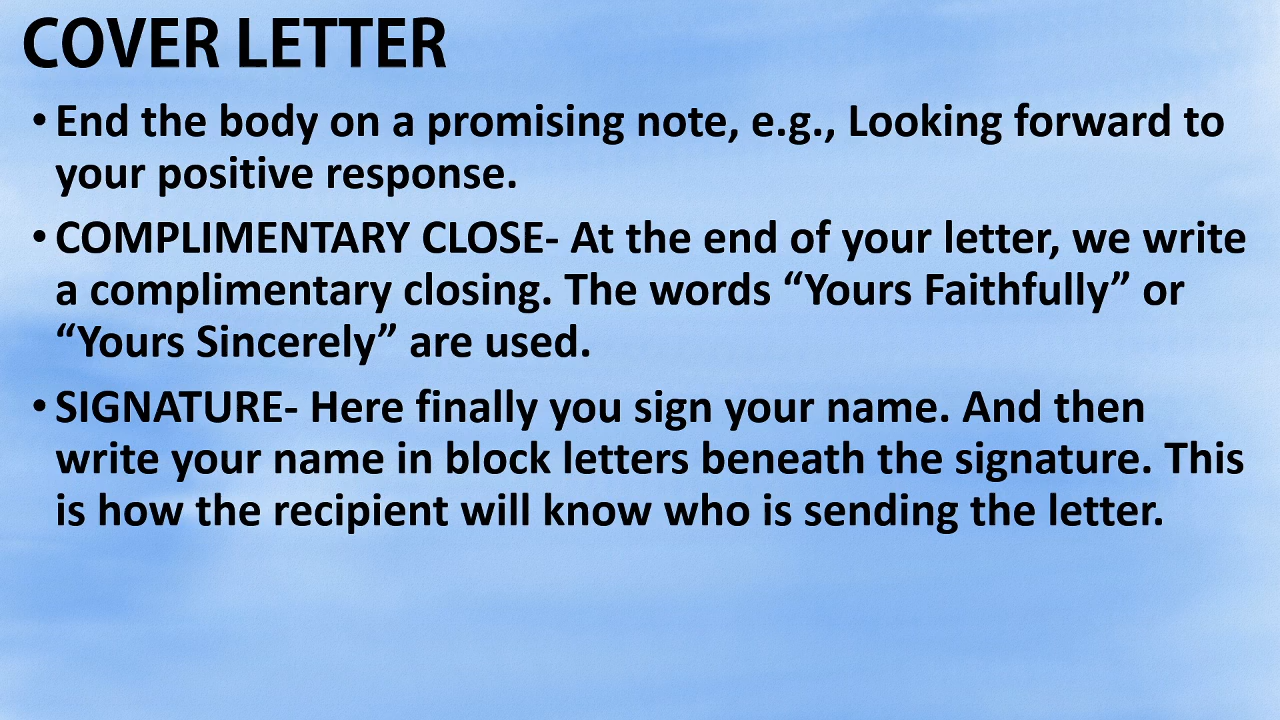 COVER LETTER
• End the body on a promising note, e.g., Looking forward to
your positive response.
• COMPLIMENTARY CLOSE- At the end of your letter, we write
a complimentary closing. The words “Yours Faithfully” or
“Yours Sincerely” are used.
• SIGNATURE- Here finally you sign your name. And then
write your name in block letters beneath the signature. This
is how the recipient will know who is sending the letter.